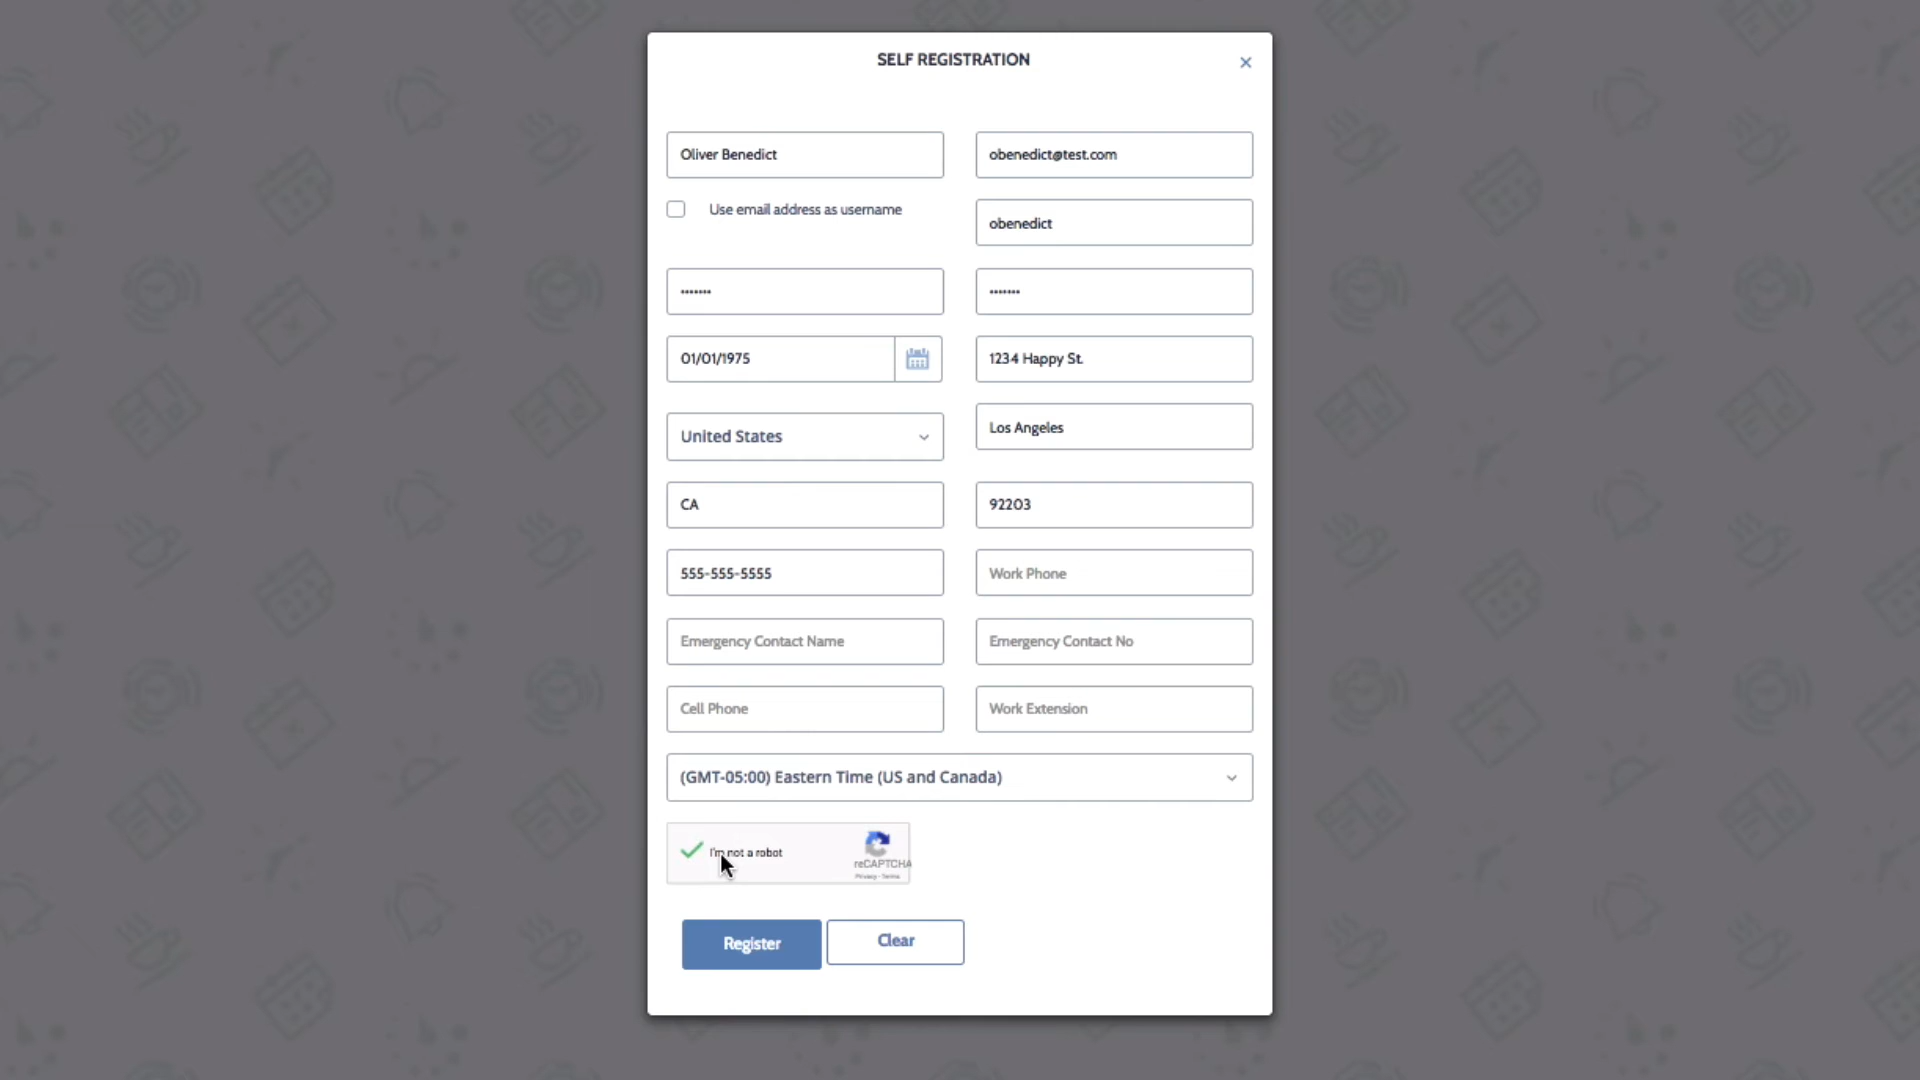 SELF REGISTRATION
×
Oliver Benedict
obenedict@test.com
Use email address as username
obenedict
•••••••
•••••••
01/01/1975
1234 Happy St.
United States
Los Angeles
CA
92203
555-555-5555
Work Phone
Emergency Contact Name
Emergency Contact No
Cell Phone
Work Extension
(GMT-05:00) Eastern Time (US and Canada)
I'm not a robot
reCAPTCHA
Privacy - Terms
Register
Clear